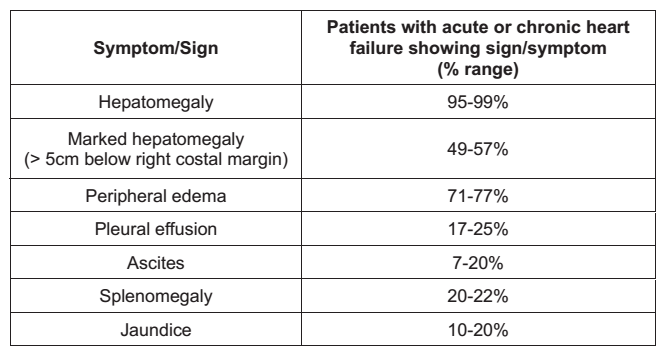 Symptom/Sign
Patients with acute or chronic heart
failure showing sign/symptom
(% range)
Hepatomegaly
95-99%
Marked hepatomegaly
(> 5cm below right costal margin)
49-57%
Peripheral edema
71-77%
Pleural effusion
17-25%
Ascites
7-20%
Splenomegaly
20-22%
Jaundice
10-20%